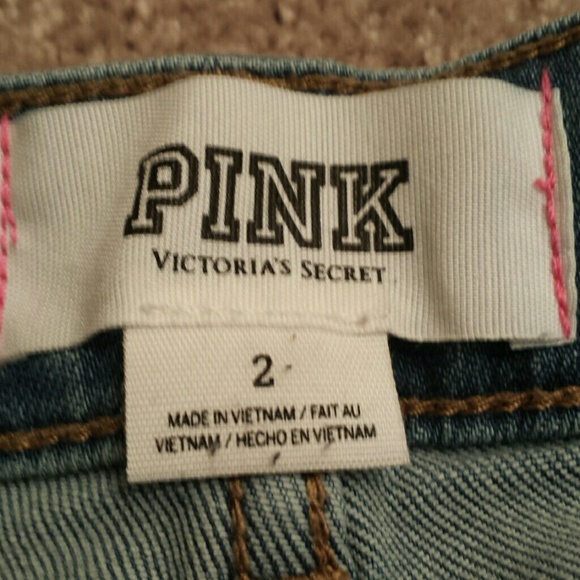 PINK
VICTORIA'S SECRET
2
MADE IN VIETNAM / FAIT AU
VIETNAM / HECHO EN VIETNAM